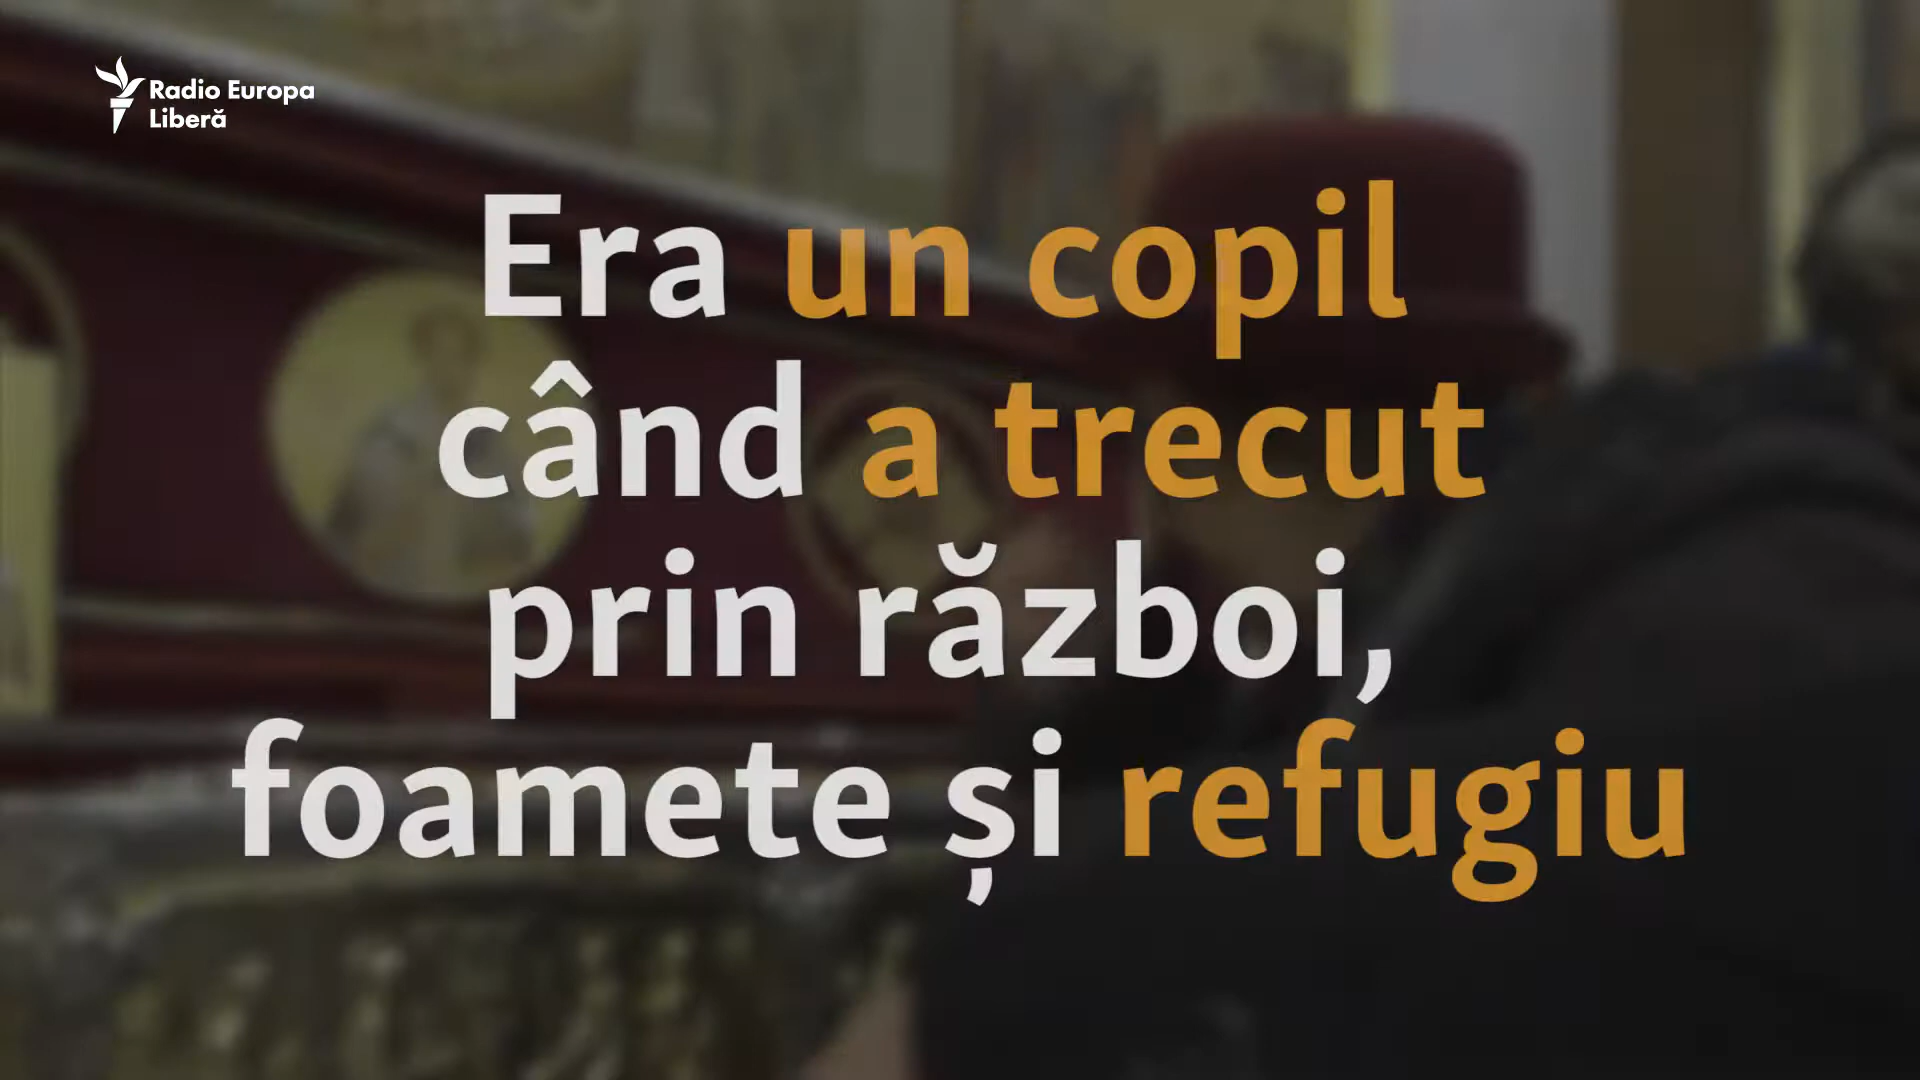 Radio Europa
Liberă
Era un copil
când a trecut
prin război,
foamete și refugiu